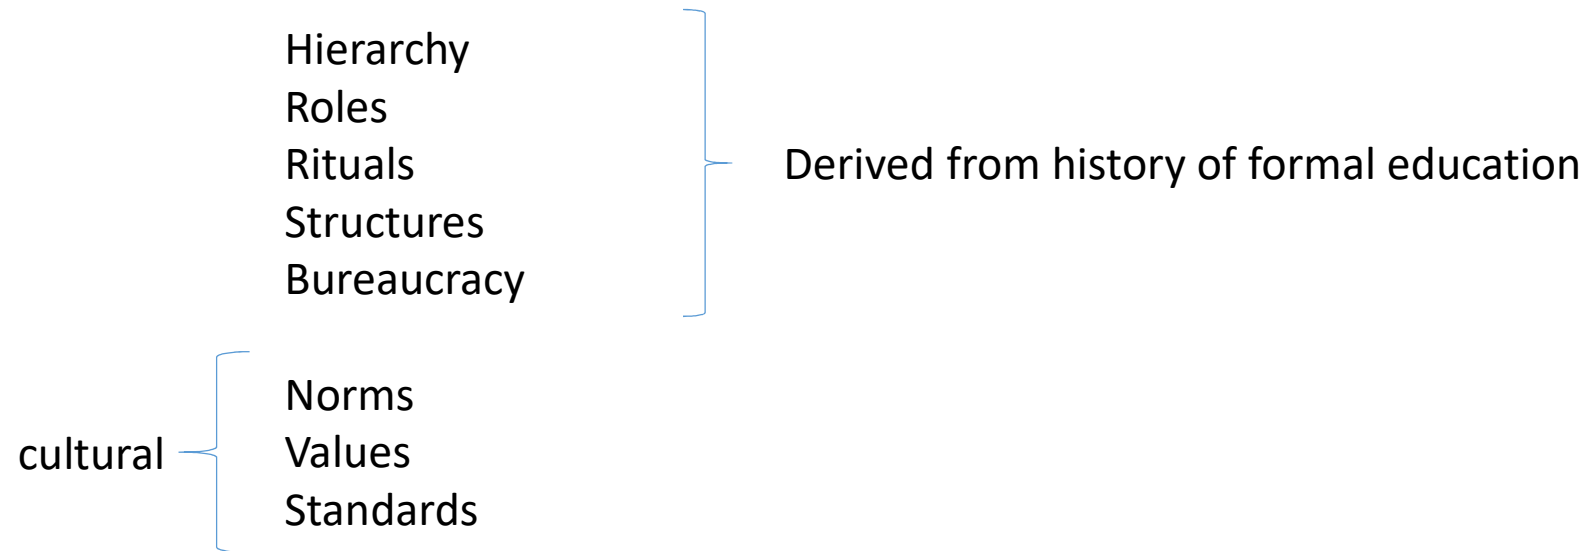 Hierarchy
Roles
Rituals
Structures
Bureaucracy
Derived from history of formal education
cultural
Norms
Values
Standards